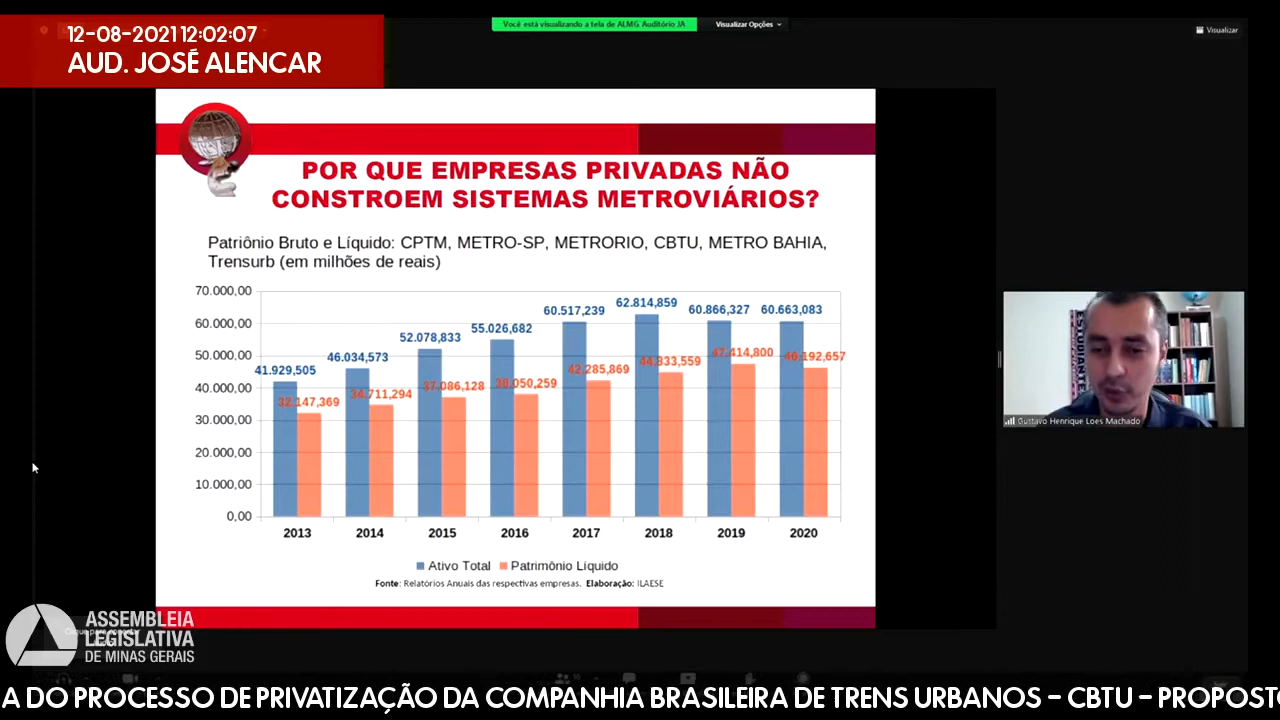 12-08-2021 12:02:07
AUD. JOSÉ ALENCAR
Você está visualizando a tela de ALMG Auditório JA
Visualizar Opções
Visualizar
POR QUE EMPRESAS PRIVADAS NÃO
CONSTROEM SISTEMAS METROVIÁRIOS?
Patriônio Bruto e Líquido: CPTM, METRO-SP, METRORIO, CBTU, METRO BAHIA,
Trensurb (em milhões de reais)
70.000,00
60.000,00
50.000,00
40.000,00
30.000,00
20.000,00
10.000,00
0,00
41.929,505
46.034,573
52.078,833
55.026,682
60.517,239
62.814,859
60.866,327
60.663,083
32.147,369
34.711,294
37.086,128
38.050,259
42.285,869
44.833,559
47.414,800
46.192,657
2013 2014 2015 2016 2017 2018 2019 2020
Ativo Total Patrimônio Líquido
Fonte: Relatórios Anuais das respectivas empresas. Elaboração: ILAESE
ESTUDIANTES
Gustavo Henrique Loes Machado
ASSEMBLEIA
LEGISLATIVA
DE MINAS GERAIS
A DO PROCESSO DE PRIVATIZAÇÃO DA COMPANHIA BRASILEIRA DE TRENS URBANOS – CBTU – PROPOST